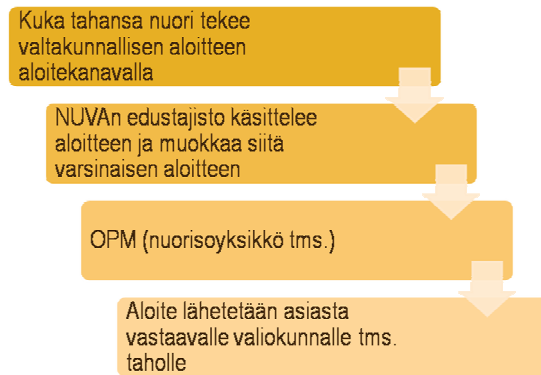 Kuka tahansa nuori tekee
valtakunnallisen aloitteen
aloitekanavalla
NUVAn edustajisto käsittelee
aloitteen ja muokkaa siitä
varsinaisen aloitteen
OPM (nuorisoyksikkö tms.)
Aloite lähetetään asiasta
vastaavalle valiokunnalle tms.
taholle